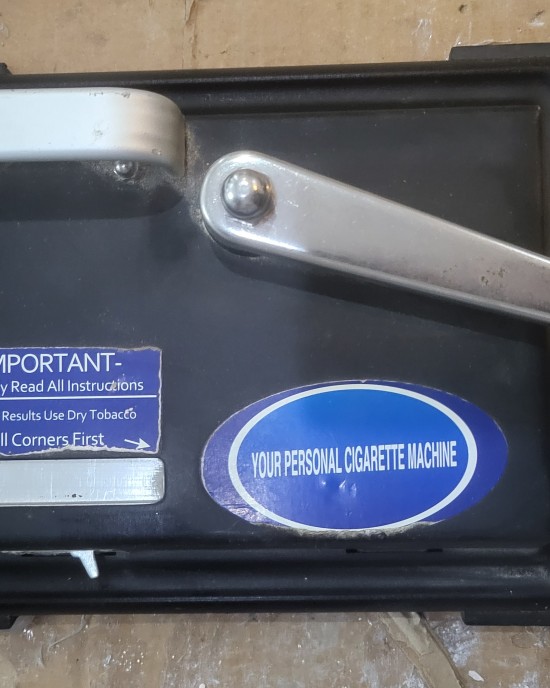 MPORTANT-
y Read All Instructions
Results Use Dry Tobacco
ll Corners First
YOUR PERSONAL CIGARETTE MACHINE